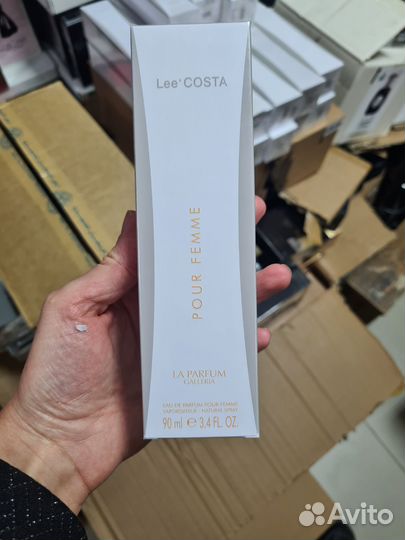 Lee' COSTA
POUR FEMME
LA PARFUM
GALLERIA
EAU DE PARFUM POUR FEMME
VAPORISATEUR - NATURAL SPRAY
90 ml ℮ 3,4 FL. OZ.
Avito